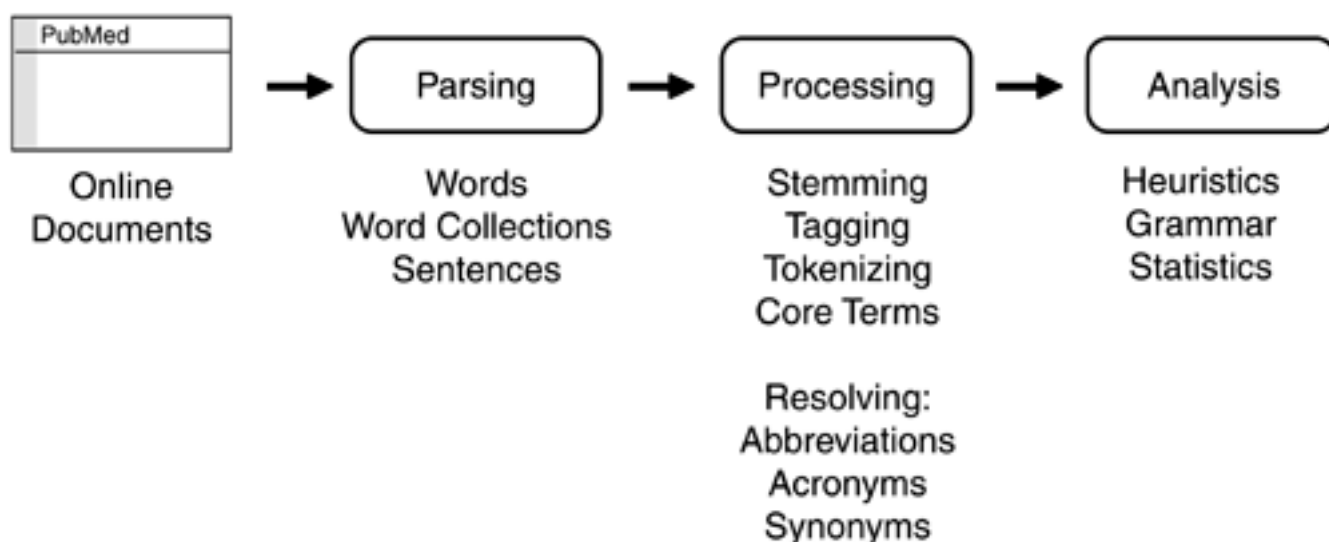 PubMed
Online
Documents
Parsing
Words
Word Collections
Sentences
Processing
Stemming
Tagging
Tokenizing
Core Terms
Resolving:
Abbreviations
Acronyms
Synonyms
Analysis
Heuristics
Grammar
Statistics